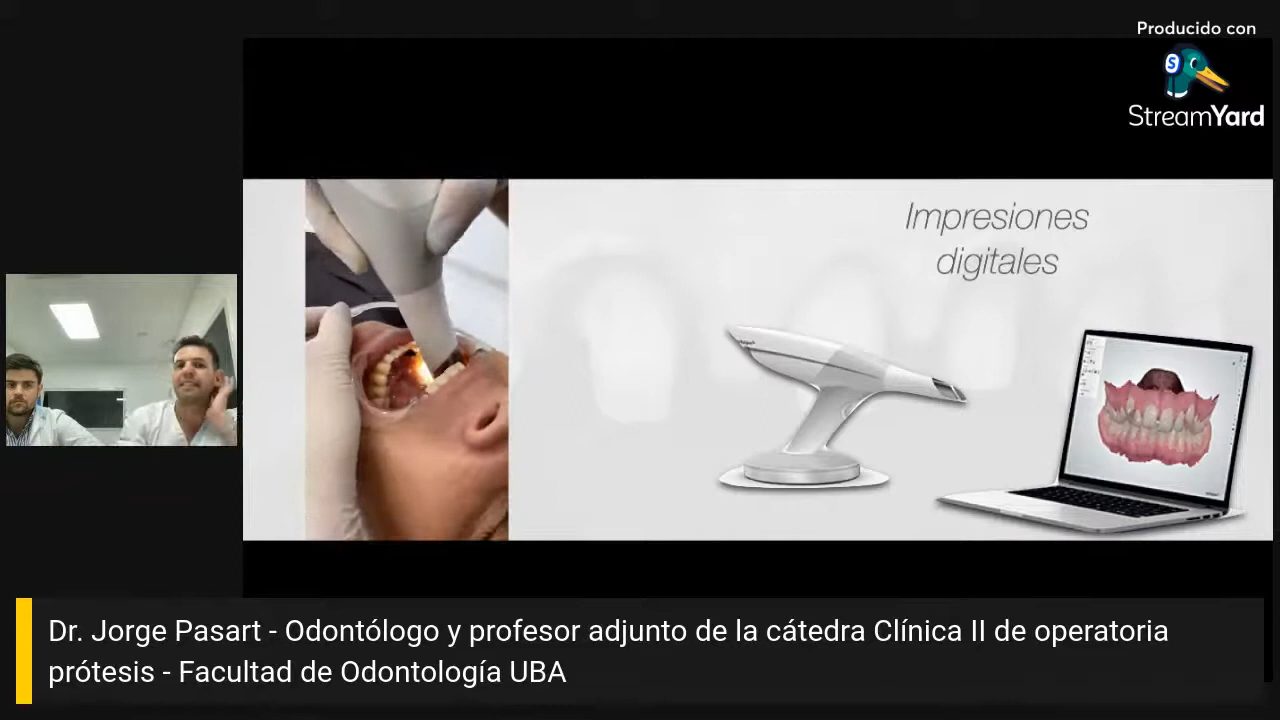 Producido con
S
StreamYard
Impresiones
digitales
Dr. Jorge Pasart - Odontólogo y profesor adjunto de la cátedra Clínica II de operatoria
prótesis - Facultad de Odontología UBA